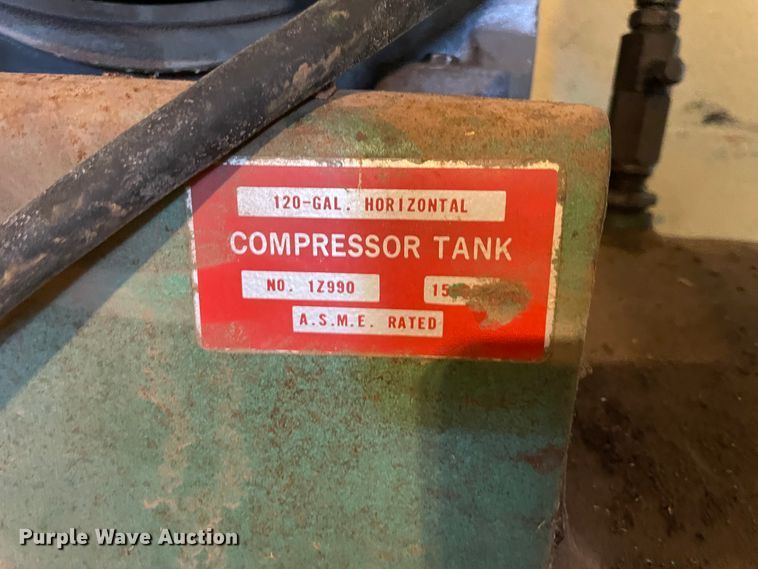 120-GAL. HORIZONTAL
COMPRESSOR TANK
NO. 1Z990
A.S.M.E. RATED
Purple Wave Auction